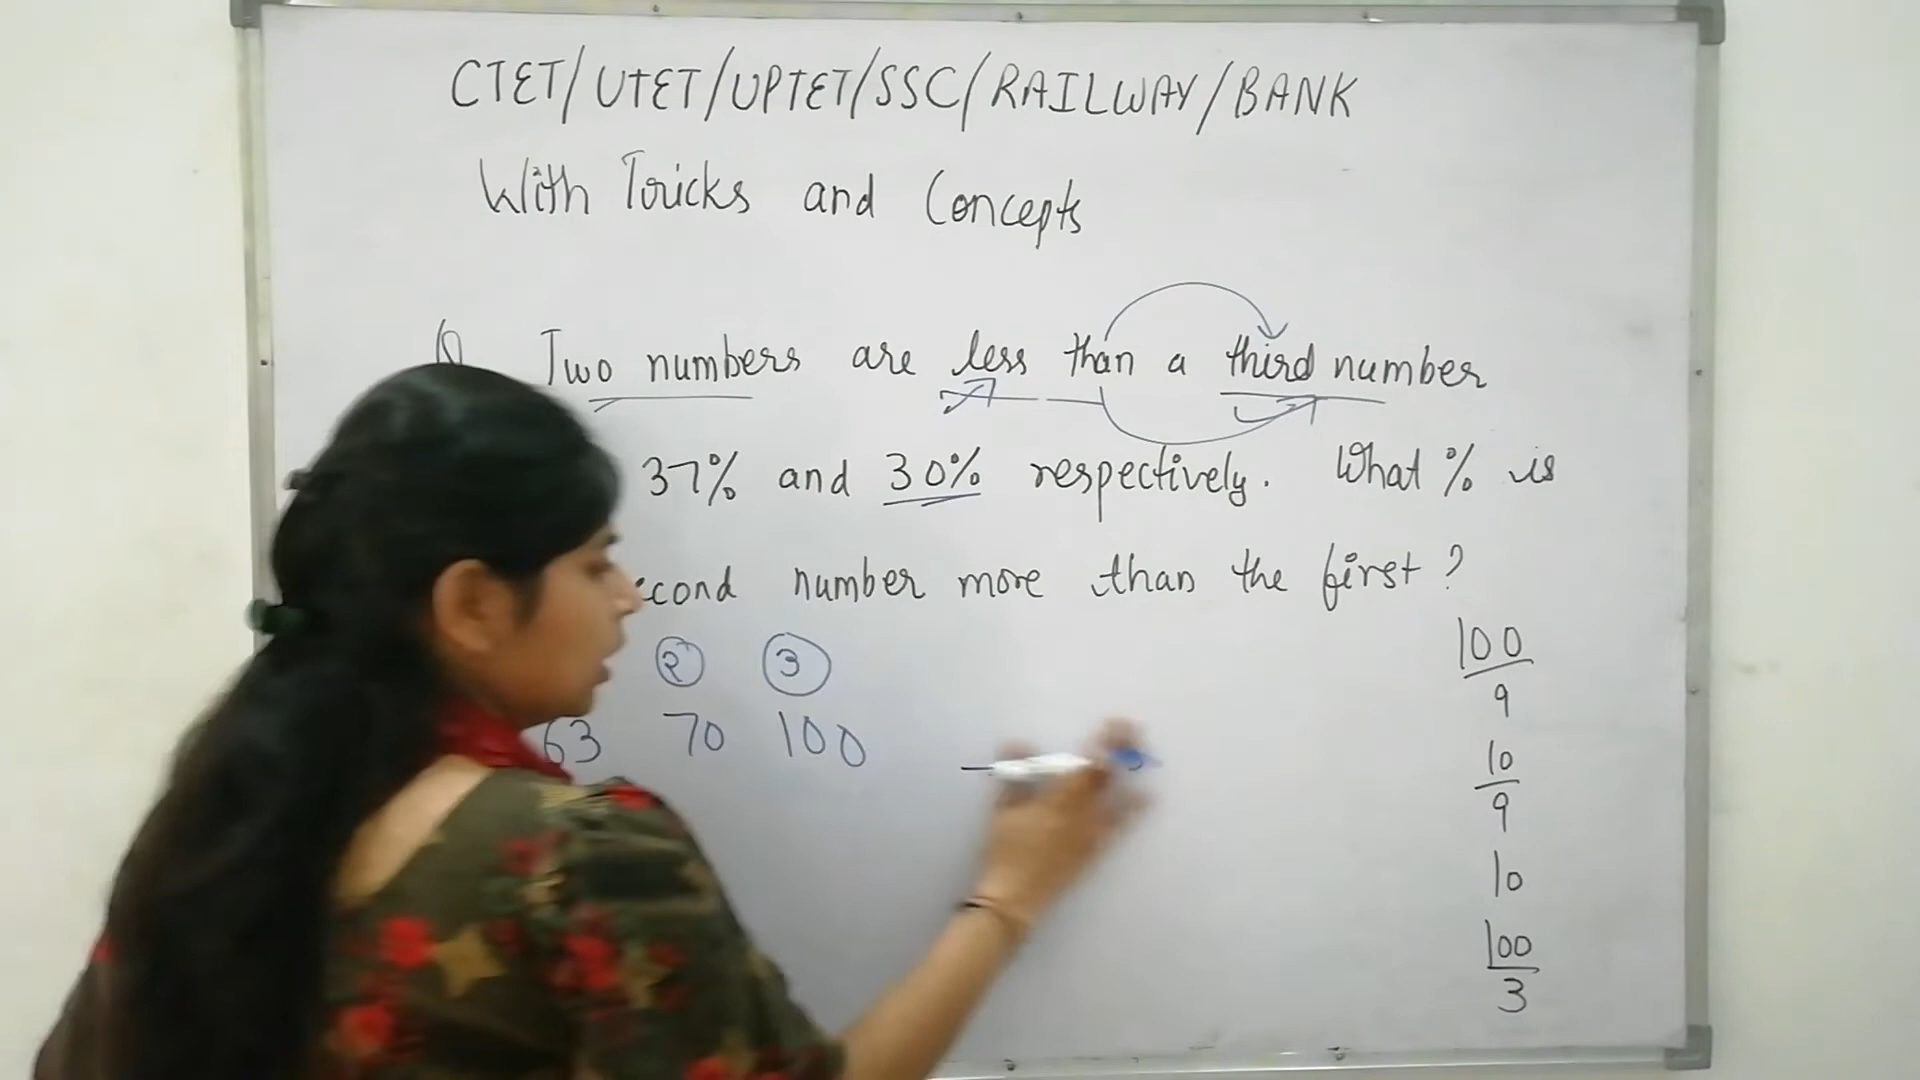 CTET/UTET/UPTET/SSC/RAILWAY/BANK
With Tricks and Concepts
Two numbers are less than a third number
37% and 30% respectively. What % is
econd number more than the first?
2 3
63 70 100
100
9
10
9
10
100
3